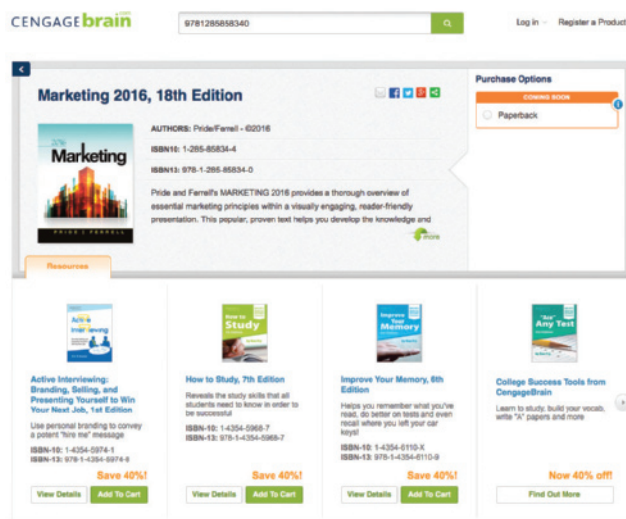 CENGAGEbrain.com
9781285858340
Log in
Register a Product
Marketing 2016, 18th Edition
Purchase Options
COMING SOON
Paperback
AUTHORS: Pride/Ferrell - ©2016
ISBN10: 1-285-85834-4
ISBN13: 978-1-285-85834-0
Pride and Ferrell's MARKETING 2016 provides a thorough overview of
essential marketing principles within a visually engaging, reader-friendly
presentation. This popular, proven text helps you develop the knowledge and
more
2016
Marketing
PRIDE | FERRELL
Resources
Active
Interviewing
How to
Study
Improve
Your
Memory
"Ace"
Any Test
Active Interviewing:
Branding, Selling, and
Presenting Yourself to Win
Your Next Job, 1st Edition
Use personal branding to convey
a potent "hire me" message
ISBN-10: 1-4354-5974-1
ISBN-13: 978-1-4354-5974-8
Save 40%!
View Details
Add To Cart
How to Study, 7th Edition
Reveals the study skills that all
students need to know in order to
be successful
ISBN-10: 1-4354-5968-7
ISBN-13: 978-1-4354-5968-7
Save 40%!
View Details
Add To Cart
Improve Your Memory, 6th
Edition
Helps you remember what you've
read, do better on tests and even
recall where you left your car
keys!
ISBN-10: 1-4354-6110-X
ISBN-13: 978-1-4354-6110-9
Save 40%!
View Details
Add To Cart
College Success Tools from
CengageBrain
Learn to study, build your vocab,
write "A" papers and more
Now 40% off!
Find Out More